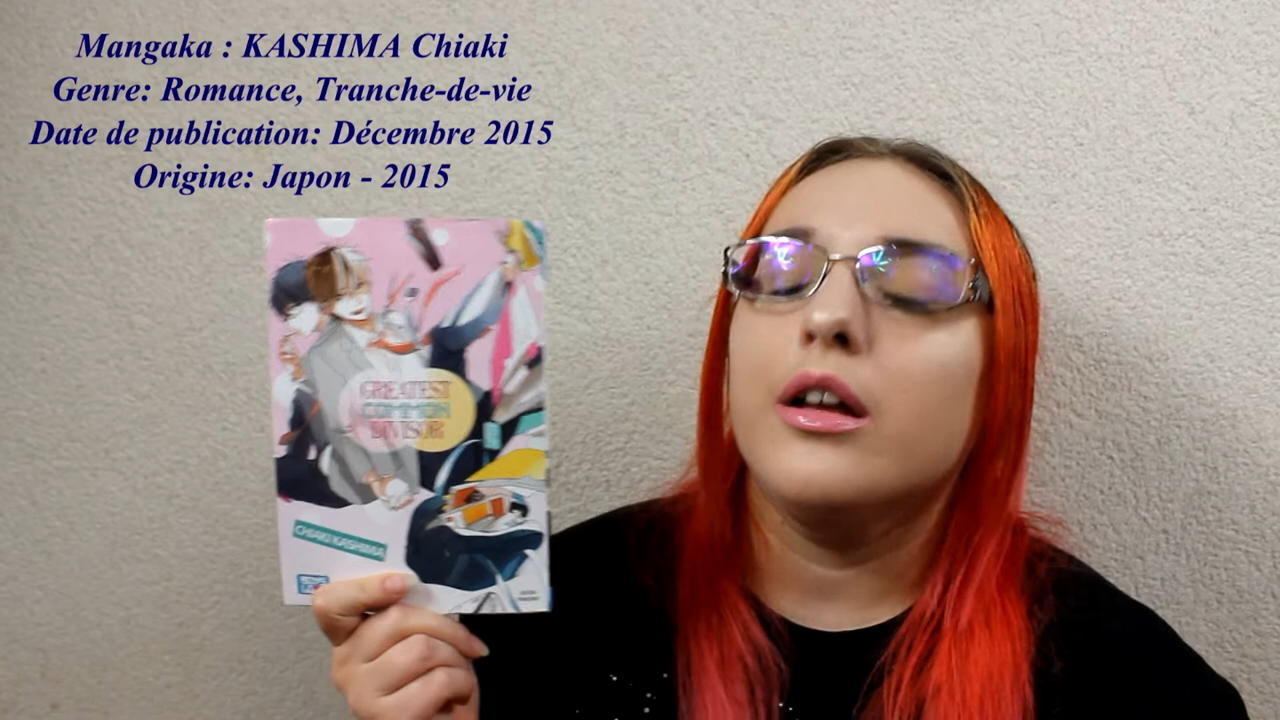 Mangaka : KASHIMA Chiaki
Genre: Romance, Tranche-de-vie
Date de publication: Décembre 2015
Origine: Japon - 2015
GREATEST
COMMON
DIVISOR
CHIAKI KASHIMA